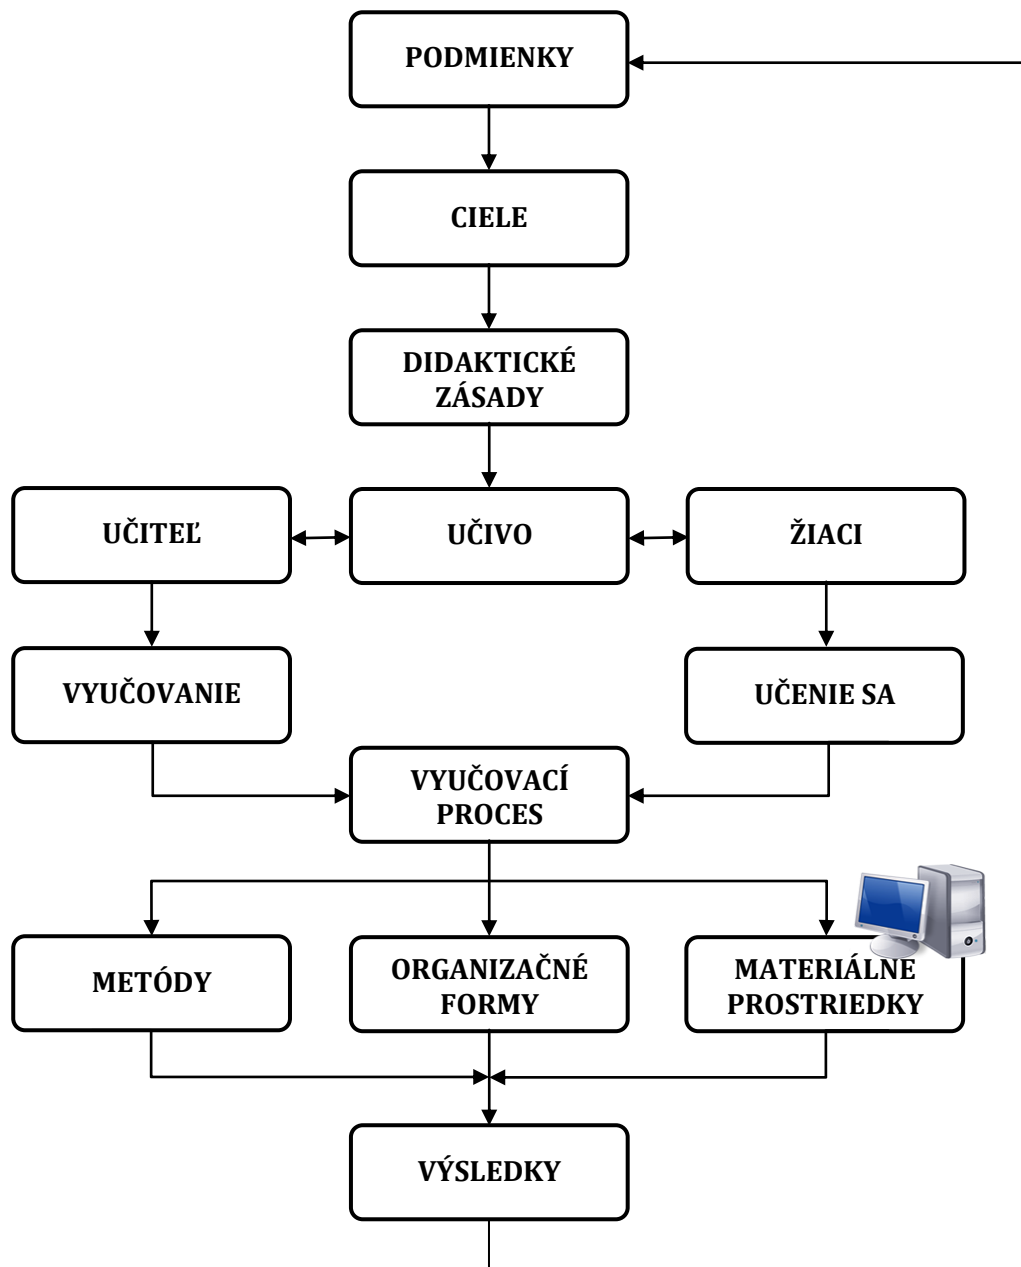 PODMIENKY
CIELE
DIDAKTICKÉ
ZÁSADY
UČITEĽ
UČIVO
ŽIACI
VYUČOVANIE
UČENIE SA
VYUČOVACÍ
PROCES
METÓDY
ORGANIZAČNÉ
FORMY
MATERIÁLNE
PROSTRIEDKY
VÝSLEDKY